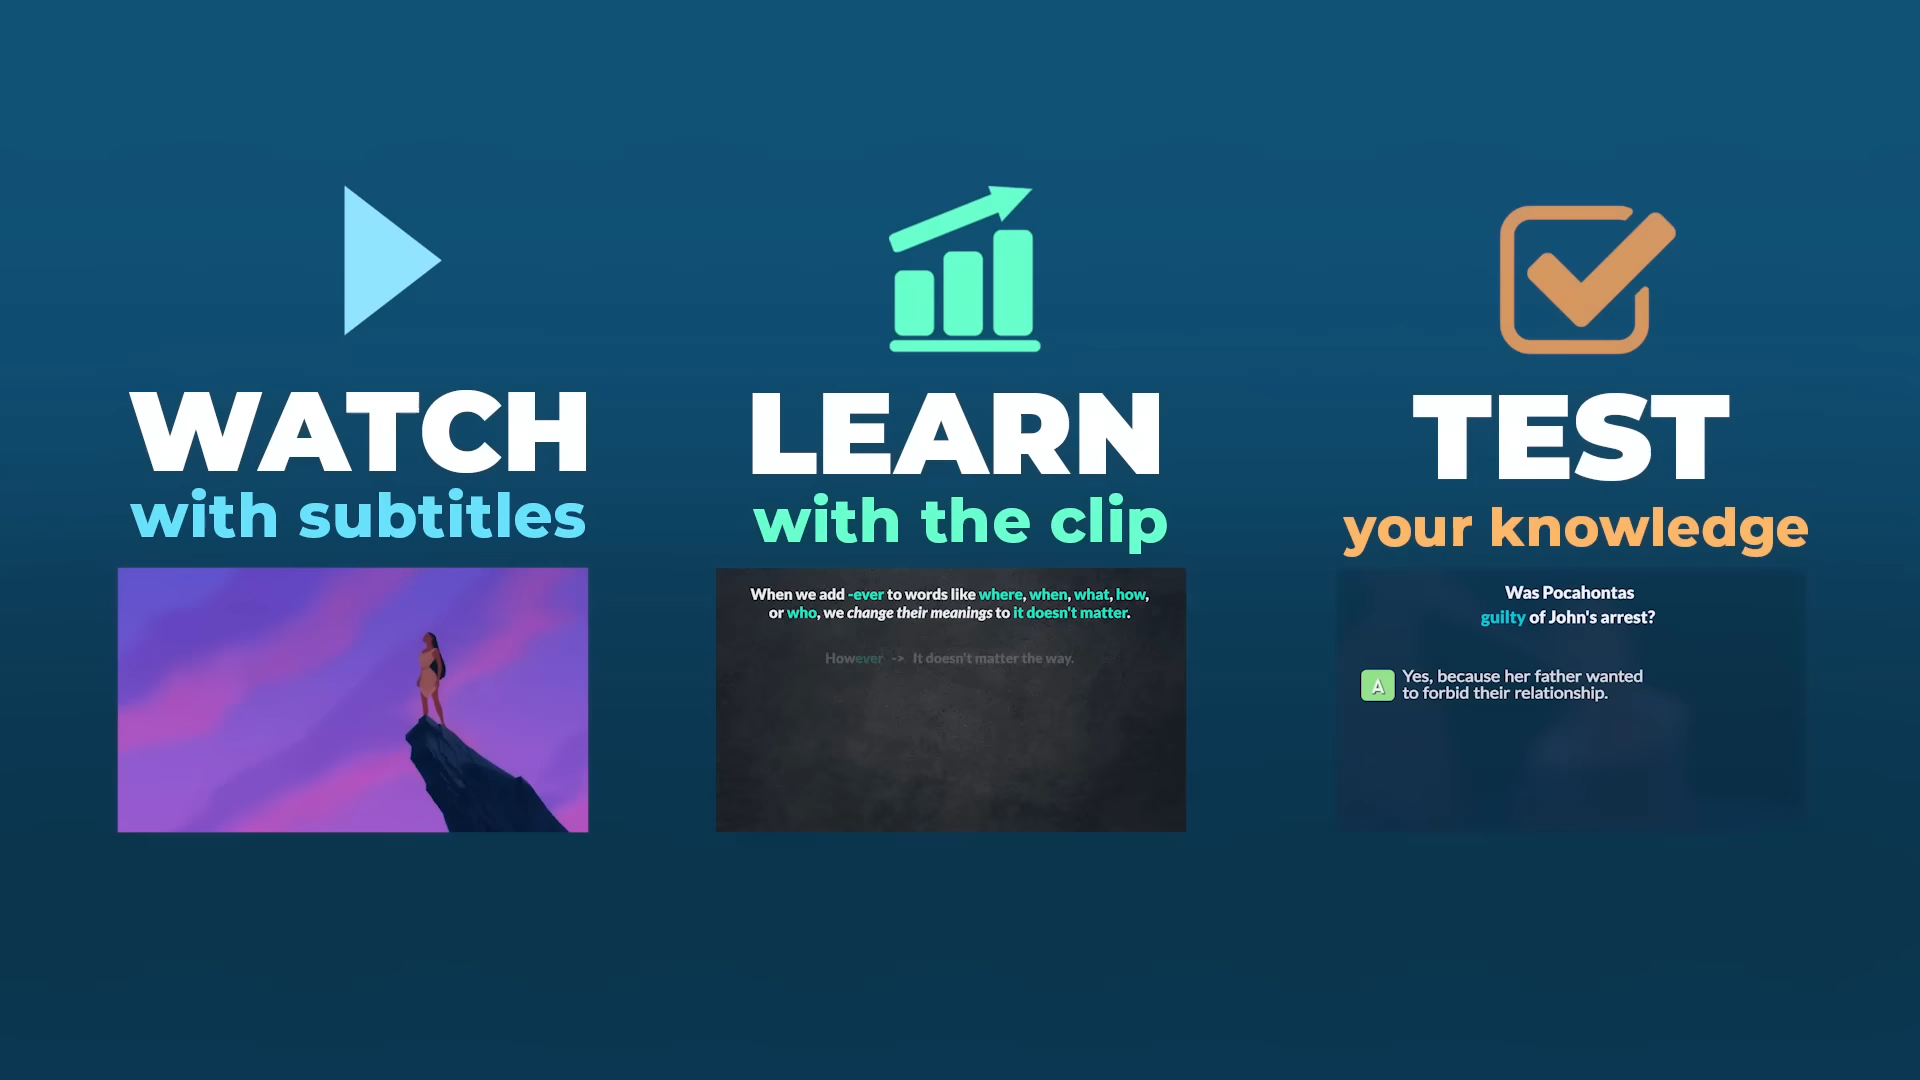 WATCH
with subtitles
LEARN
with the clip
When we add -ever to words like where, when, what, how,
or who, we change their meanings to it doesn't matter.
However -> It doesn't matter the way.
TEST
your knowledge
Was Pocahontas
guilty of John's arrest?
A Yes, because her father wanted
to forbid their relationship.